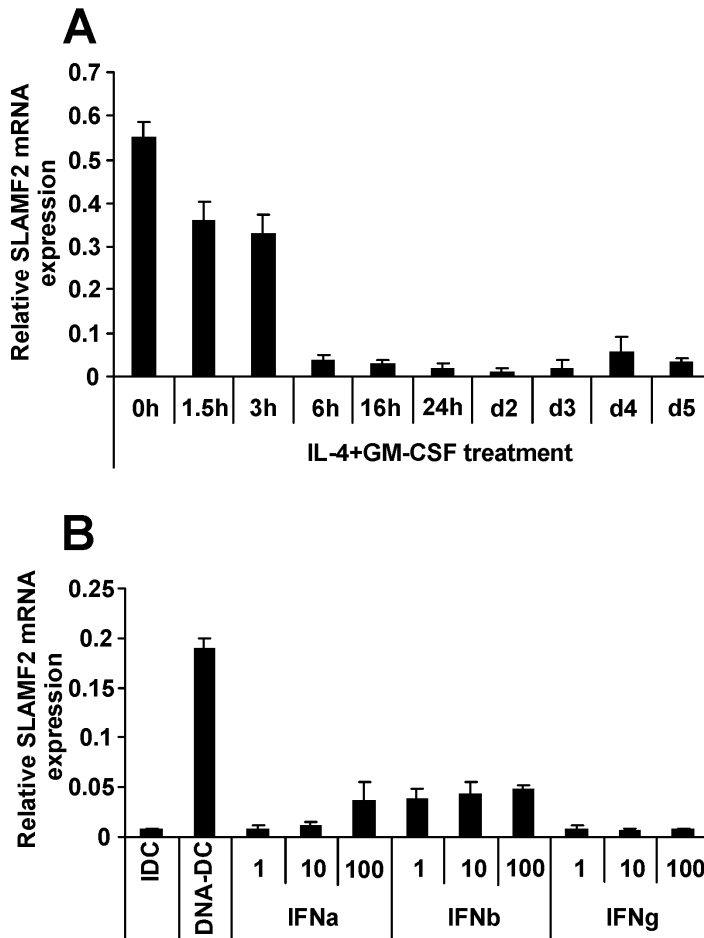 A
Relative SLAMF2 mRNA
expression
0.7
0.6
0.5
0.4
0.3
0.2
0.1
0
0h 1.5h 3h 6h 16h 24h d2 d3 d4 d5
IL-4+GM-CSF treatment
B
Relative SLAMF2 mRNA
expression
0.25
0.2
0.15
0.1
0.05
0
IDC DNA-DC 1 10 100 1 10 100 1 10 100
IFNa IFNb IFNg